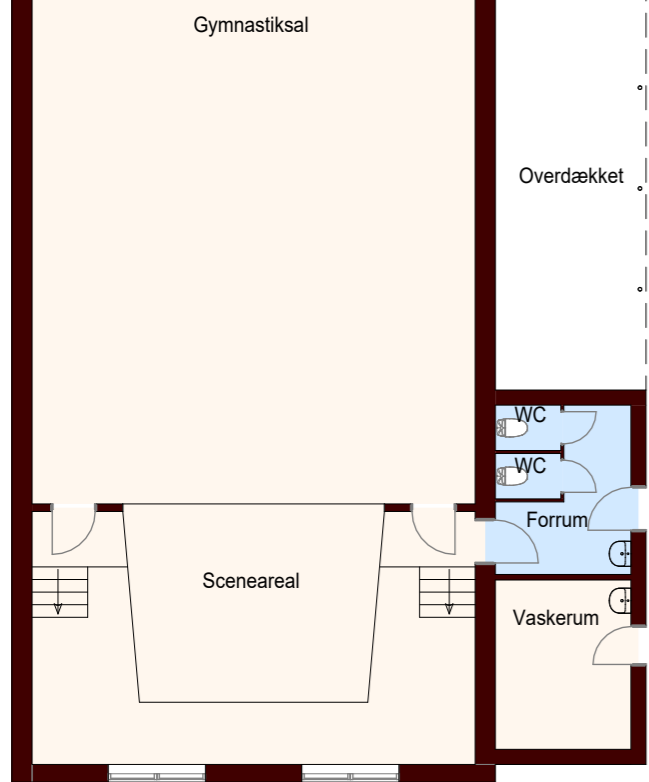 Gymnastiksal
Overdækket
WC
WC
Forrum
Sceneareal
Vaskerum